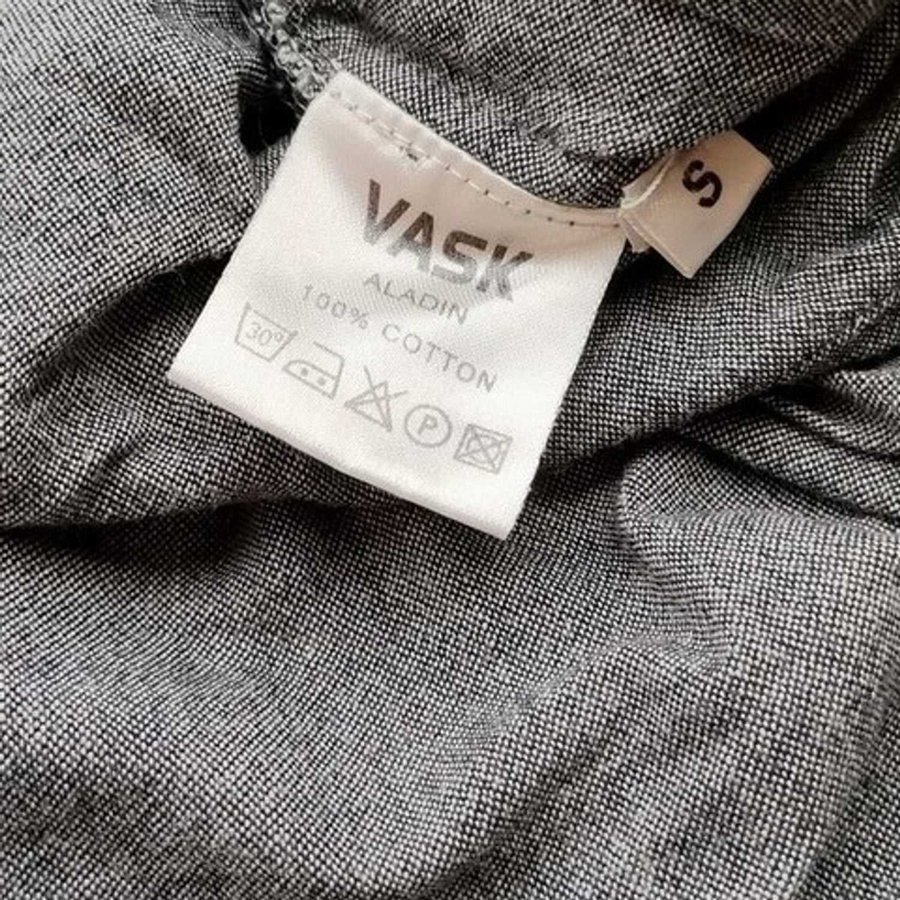 VASK
ALADIN
100% COTTON
30°
P
S